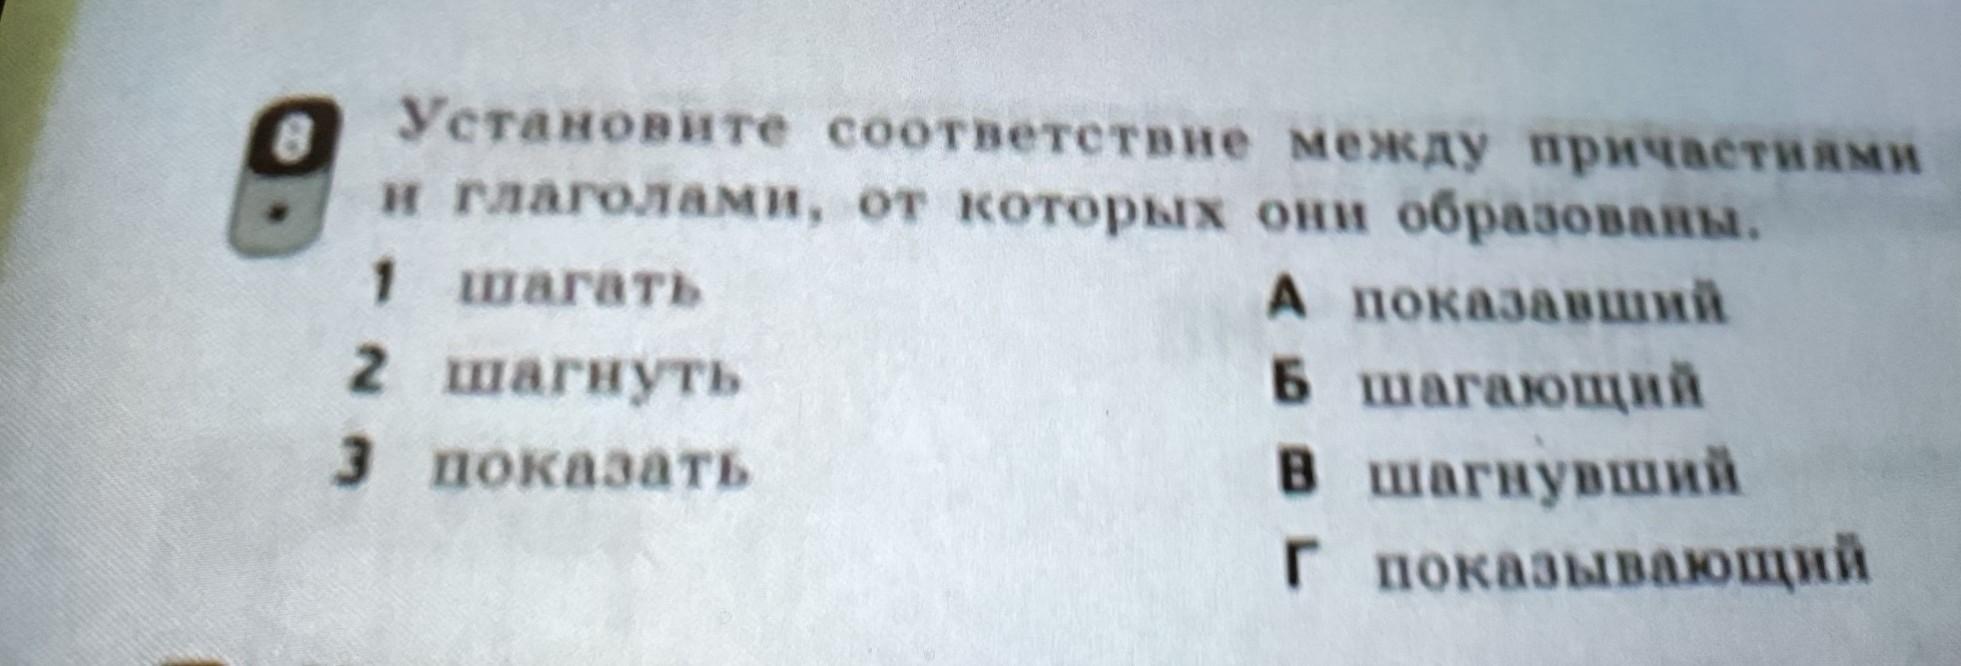 8 Установите соответствие между причастиями
и глаголами, от которых они образованы.
1 шагать А показавший
2 шагнуть Б шагающий
3 показать В шагнувший
Г показывающий